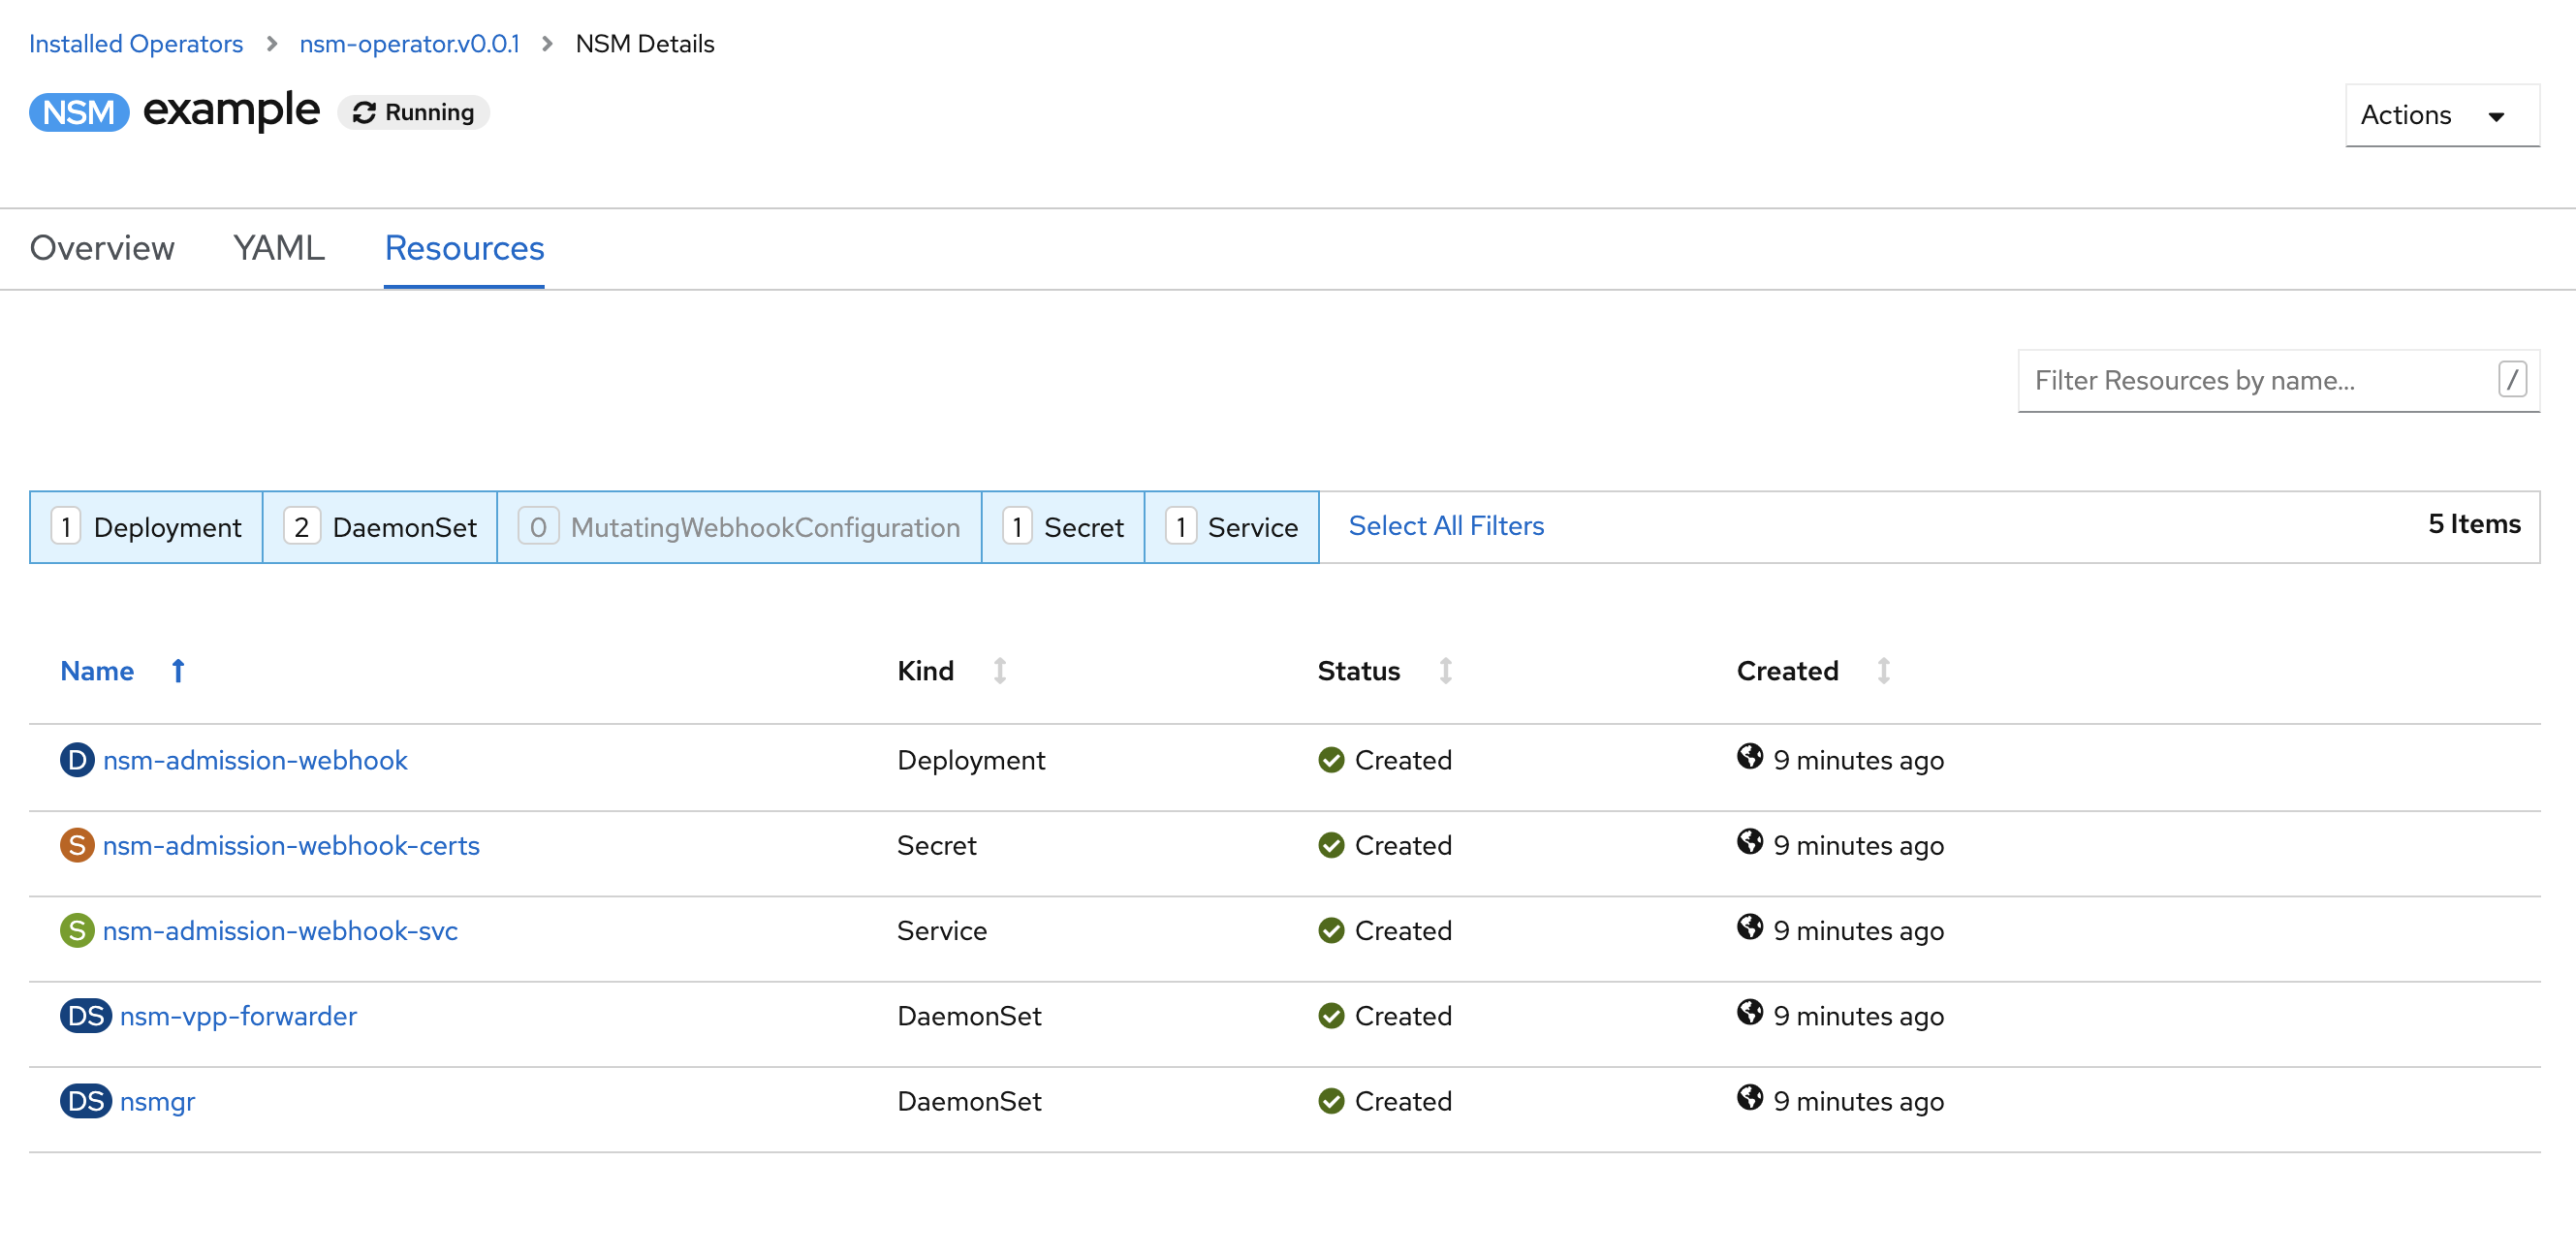 Installed Operators > nsm-operator.v0.0.1 > NSM Details
NSM example Running
Actions
Overview YAML Resources
Filter Resources by name... /
1 Deployment 2 DaemonSet 0 MutatingWebhookConfiguration 1 Secret 1 Service Select All Filters 5 Items
Name Kind Status Created
D nsm-admission-webhook Deployment Created 9 minutes ago
S nsm-admission-webhook-certs Secret Created 9 minutes ago
S nsm-admission-webhook-svc Service Created 9 minutes ago
DS nsm-vpp-forwarder DaemonSet Created 9 minutes ago
DS nsmgr DaemonSet Created 9 minutes ago